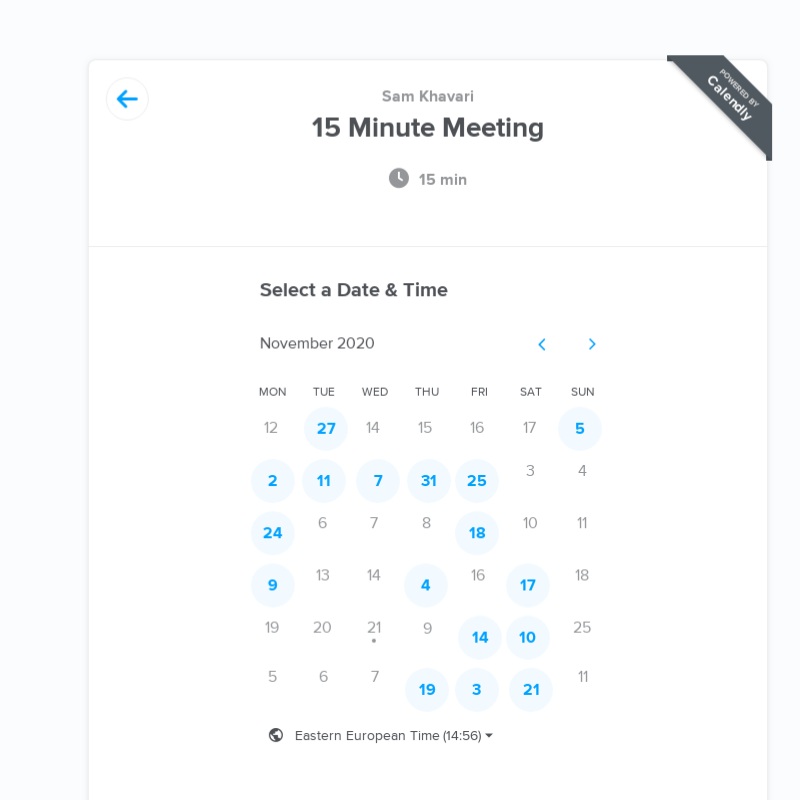 POWERED BY
Calendly
Sam Khavari
15 Minute Meeting
15 min
Select a Date & Time
November 2020
MON TUE WED THU FRI SAT SUN
12 27 14 15 16 17 5
2 11 7 31 25 3 4
24 6 7 8 18 10 11
9 13 14 4 16 17 18
19 20 21 9 14 10 25
5 6 7 19 3 21 11
Eastern European Time (14:56)